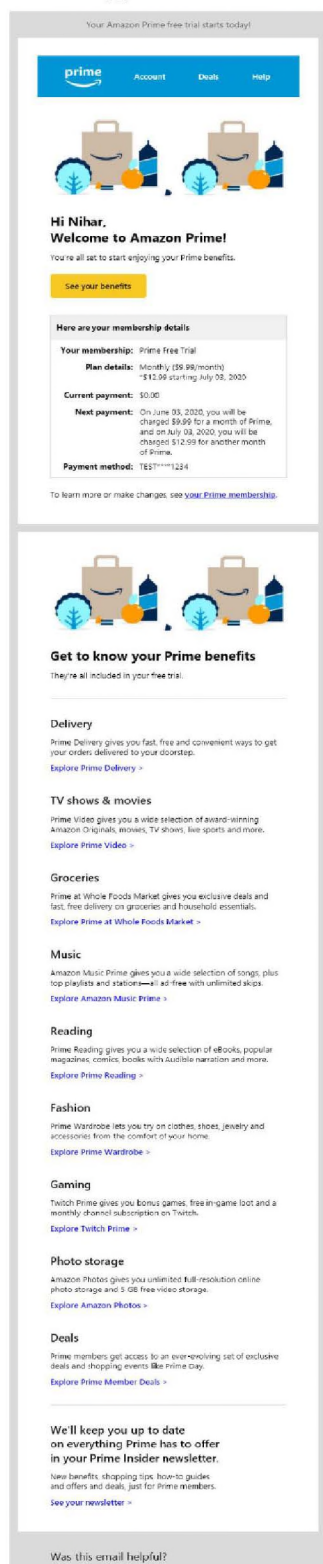 Your Amazon Prime free trial starts today!
prime Account Deals Help
Hi Nihar,
Welcome to Amazon Prime!
You're all set to start enjoying your Prime benefits.
See your benefits
Here are your membership details
Your membership: Prime Free Trial
Plan details: Monthly ($9.99/month)
*$12.99 starting July 03, 2020
Current payment: $0.00
Next payment: On June 03, 2020, you will be
charged $9.99 for a month of Prime,
and on July 03, 2020, you will be
charged $12.99 for another month
of Prime.
Payment method: TEST****1234
To learn more or make changes, see your Prime membership.
Get to know your Prime benefits
They're all included in your free trial.
Delivery
Prime Delivery gives you fast, free and convenient ways to get
your orders delivered to your doorstep.
Explore Prime Delivery >
TV shows & movies
Prime Video gives you a wide selection of award-winning
Amazon Originals, movies, TV shows, live sports and more.
Explore Prime Video >
Groceries
Prime at Whole Foods Market gives you exclusive deals and
fast, free delivery on groceries and household essentials.
Explore Prime at Whole Foods Market >
Music
Amazon Music Prime gives you a wide selection of songs, plus
top playlists and stations—all ad-free with unlimited skips.
Explore Amazon Music Prime >
Reading
Prime Reading gives you a wide selection of eBooks, popular
magazines, comics, books with Audible narration and more.
Explore Prime Reading >
Fashion
Prime Wardrobe lets you try on clothes, shoes, jewelry and
accessories from the comfort of your home.
Explore Prime Wardrobe >
Gaming
Twitch Prime gives you bonus games, free in-game loot and a
monthly channel subscription on Twitch.
Explore Twitch Prime >
Photo storage
Amazon Photos gives you unlimited full-resolution online
photo storage and 5 GB free video storage.
Explore Amazon Photos >
Deals
Prime members get access to an ever-evolving set of exclusive
deals and shopping events like Prime Day.
Explore Prime Member Deals >
We'll keep you up to date
on everything Prime has to offer
in your Prime Insider newsletter.
New benefits, shopping tips, how-to guides
and offers and deals, just for Prime members.
See your newsletter >
Was this email helpful?